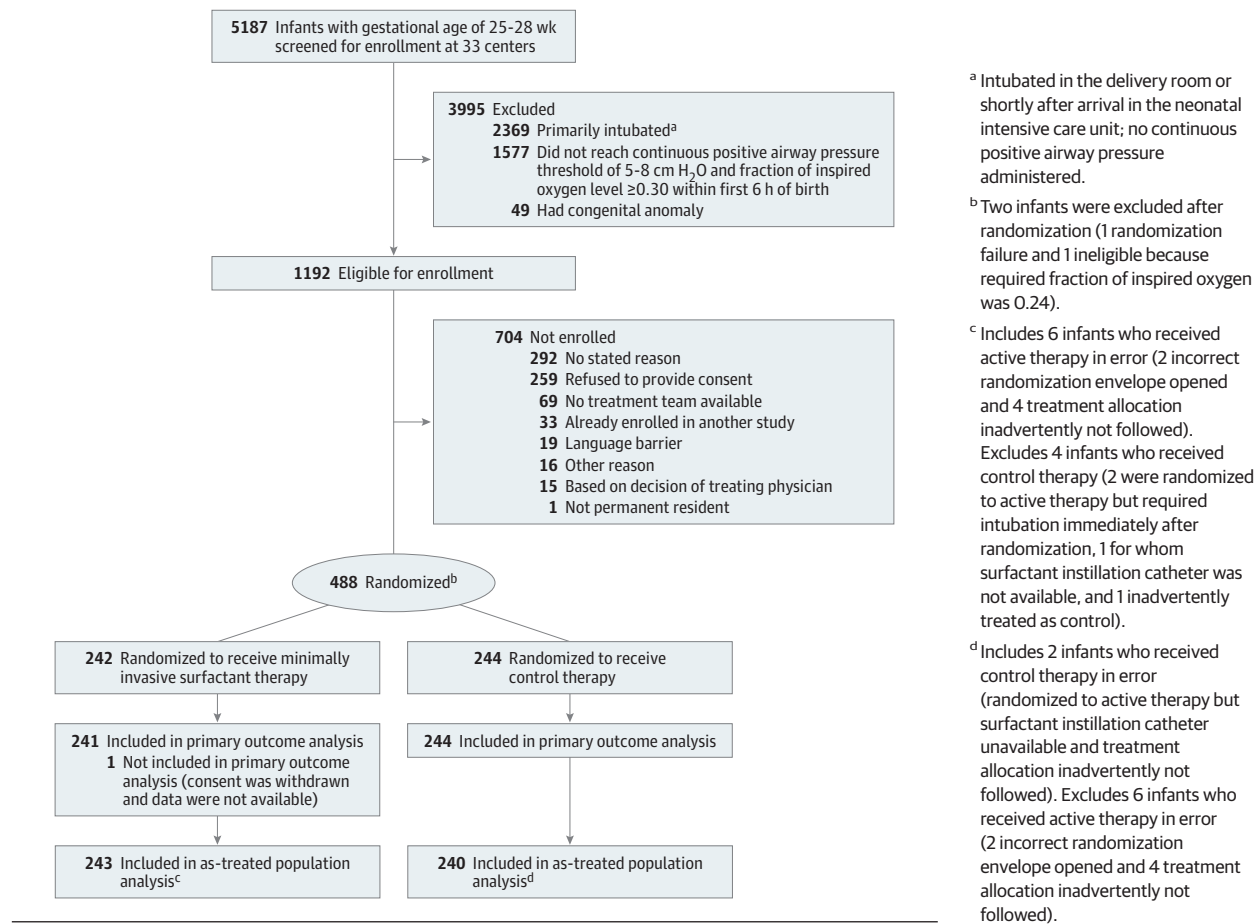 5187 Infants with gestational age of 25-28 wk
screened for enrollment at 33 centers
3995 Excluded
2369 Primarily intubatedᵃ
1577 Did not reach continuous positive airway pressure
threshold of 5-8 cm H₂O and fraction of inspired
oxygen level ≥0.30 within first 6 h of birth
49 Had congenital anomaly
1192 Eligible for enrollment
704 Not enrolled
292 No stated reason
259 Refused to provide consent
69 No treatment team available
33 Already enrolled in another study
19 Language barrier
16 Other reason
15 Based on decision of treating physician
1 Not permanent resident
488 Randomizedᵇ
242 Randomized to receive minimally
invasive surfactant therapy
244 Randomized to receive
control therapy
241 Included in primary outcome analysis
1 Not included in primary outcome
analysis (consent was withdrawn
and data were not available)
244 Included in primary outcome analysis
243 Included in as-treated population
analysisᶜ
240 Included in as-treated population
analysisᵈ
ᵃ Intubated in the delivery room or
shortly after arrival in the neonatal
intensive care unit; no continuous
positive airway pressure
administered.
ᵇ Two infants were excluded after
randomization (1 randomization
failure and 1 ineligible because
required fraction of inspired oxygen
was 0.24).
ᶜ Includes 6 infants who received
active therapy in error (2 incorrect
randomization envelope opened
and 4 treatment allocation
inadvertently not followed).
Excludes 4 infants who received
control therapy (2 were randomized
to active therapy but required
intubation immediately after
randomization, 1 for whom
surfactant instillation catheter was
not available, and 1 inadvertently
treated as control).
ᵈ Includes 2 infants who received
control therapy in error
(randomized to active therapy but
surfactant instillation catheter
unavailable and treatment
allocation inadvertently not
followed). Excludes 6 infants who
received active therapy in error
(2 incorrect randomization
envelope opened and 4 treatment
allocation inadvertently not
followed).